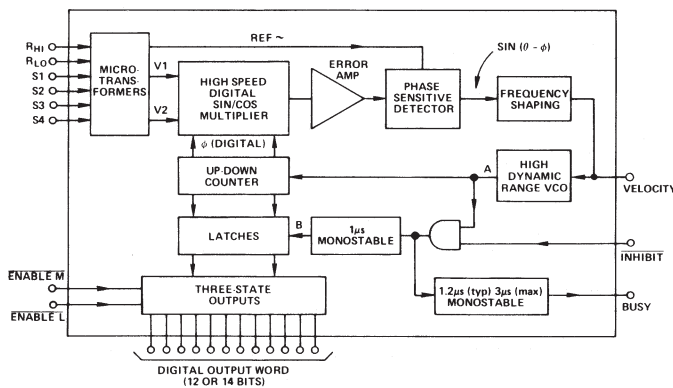 R HI
R LO
S1
S2
S3
S4
MICRO-
TRANS-
FORMERS
REF ~
V1
V2
HIGH SPEED
DIGITAL
SIN/COS
MULTIPLIER
ERROR
AMP
PHASE
SENSITIVE
DETECTOR
SIN (θ - ϕ)
FREQUENCY
SHAPING
ϕ (DIGITAL)
UP-DOWN
COUNTER
A
HIGH
DYNAMIC
RANGE VCO
VELOCITY
LATCHES
B
1μs
MONOSTABLE
INHIBIT
ENABLE M
ENABLE L
THREE-STATE
OUTPUTS
1.2μs (typ) 3μs (max)
MONOSTABLE
BUSY
DIGITAL OUTPUT WORD
(12 OR 14 BITS)